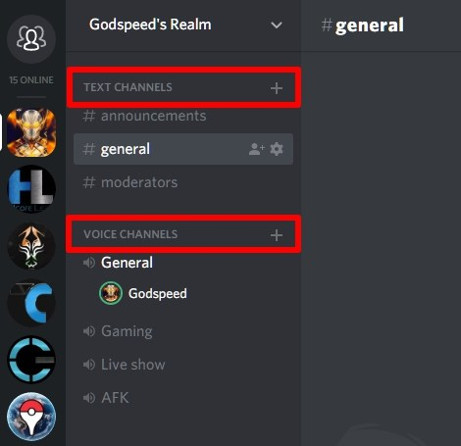 Godspeed's Realm
# general
15 ONLINE
TEXT CHANNELS +
# announcements
# general
# moderators
VOICE CHANNELS +
General
Godspeed
Gaming
Live show
AFK